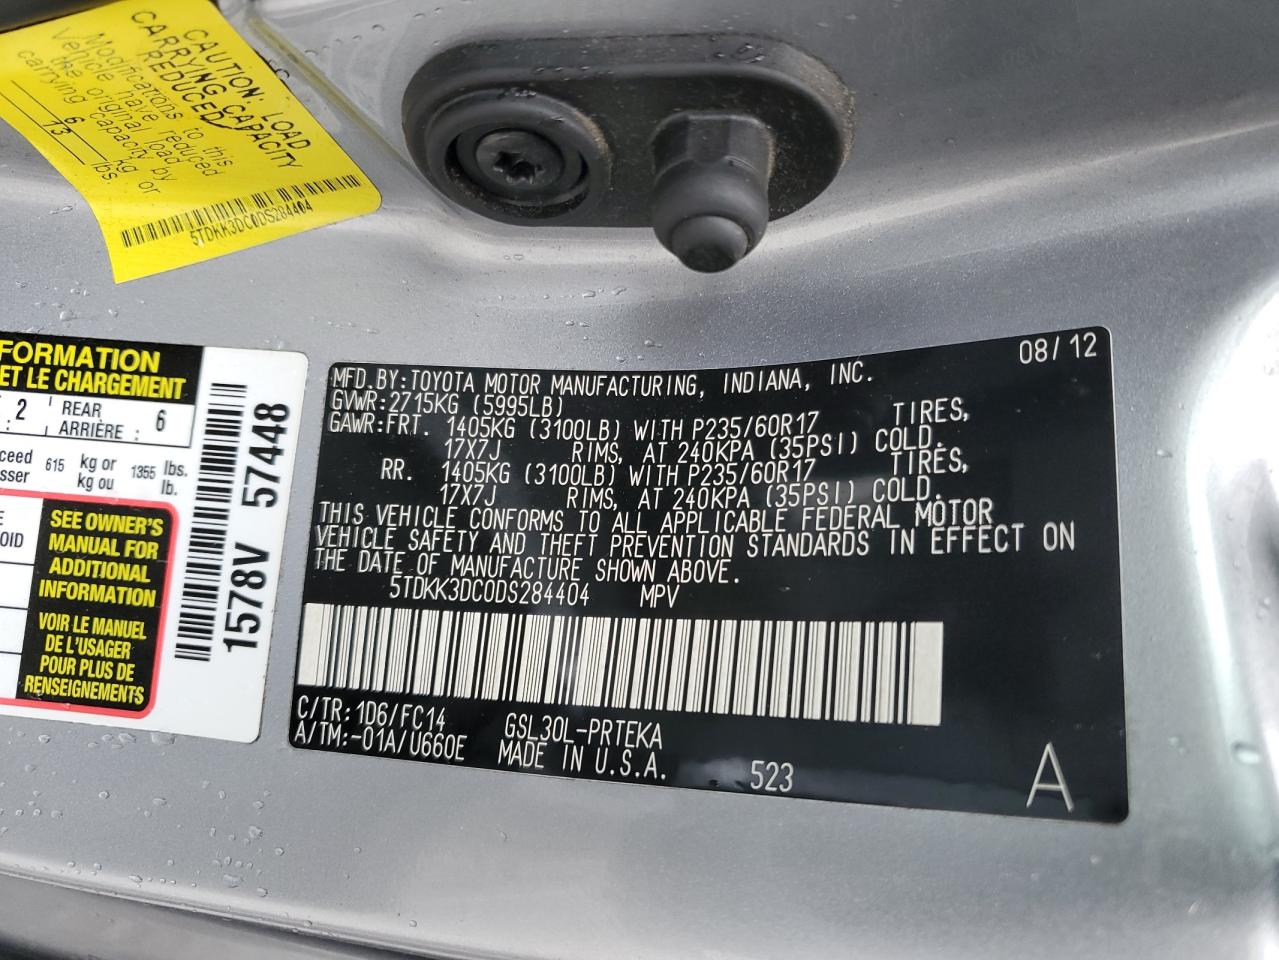 CAUTION: LOAD
CARRYING CAPACITY
REDUCED
Modifications to this
vehicle have reduced
the original load
carrying capacity by
6 kg or
13 lbs.
5TDKK3DC0DS284404
FORMATION
ET LE CHARGEMENT
2 REAR
ARRIÈRE : 6
615 kg or 1355 lbs.
kg ou lb.
SEE OWNER'S
MANUAL FOR
ADDITIONAL
INFORMATION
VOIR LE MANUEL
DE L'USAGER
POUR PLUS DE
RENSEIGNEMENTS
1578V 57448
08/12
MFD.BY:TOYOTA MOTOR MANUFACTURING, INDIANA, INC.
GVWR:2715KG (5995LB)
GAWR:FRT. 1405KG (3100LB) WITH P235/60R17 TIRES,
17X7J RIMS, AT 240KPA (35PSI) COLD.
RR. 1405KG (3100LB) WITH P235/60R17 TIRES,
17X7J RIMS, AT 240KPA (35PSI) COLD.
THIS VEHICLE CONFORMS TO ALL APPLICABLE FEDERAL MOTOR
VEHICLE SAFETY AND THEFT PREVENTION STANDARDS IN EFFECT ON
THE DATE OF MANUFACTURE SHOWN ABOVE.
5TDKK3DC0DS284404 MPV
C/TR:1D6/FC14 GSL30L-PRTEKA
A/TM:-01A/U660E MADE IN U.S.A. 523 A